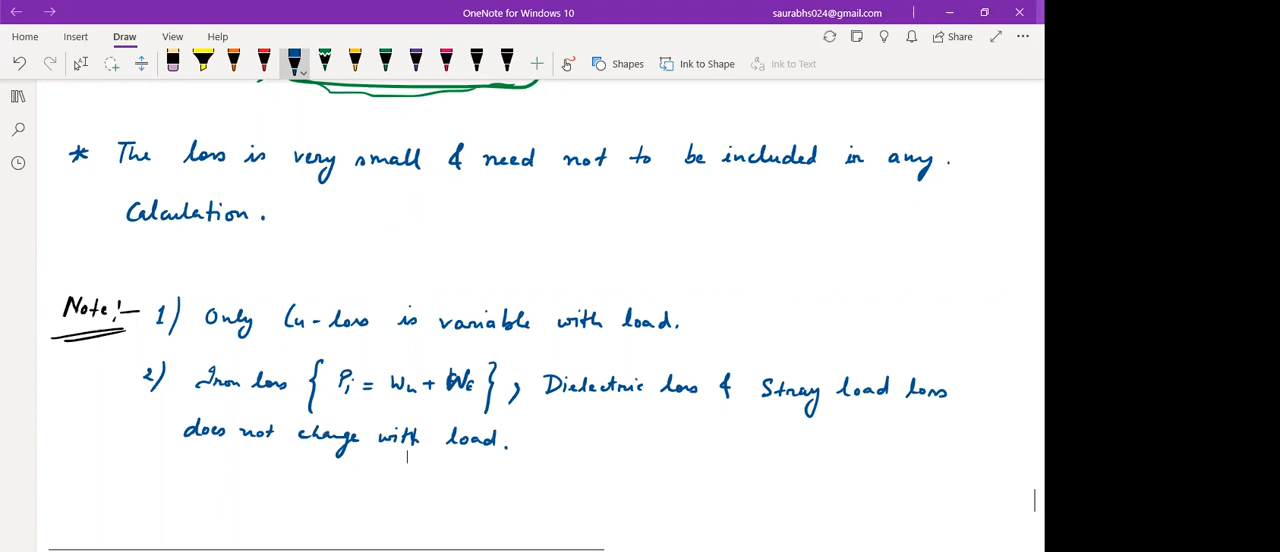 OneNote for Windows 10
saurabhs024@gmail.com
Home Insert Draw View Help
Share
Shapes
Ink to Shape
Ink to Text
* The loss is very small & need not to be included in any.
Calculation.
Note:- 1) Only Cu-loss is variable with load.
2) Iron loss { Pi = Wh + We }, Dielectric loss & Stray load loss
does not change with load.